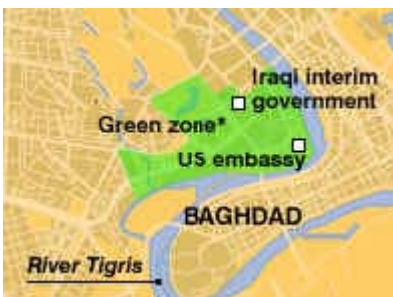 Iraqi interim
government
Green zone*
US embassy
BAGHDAD
River Tigris